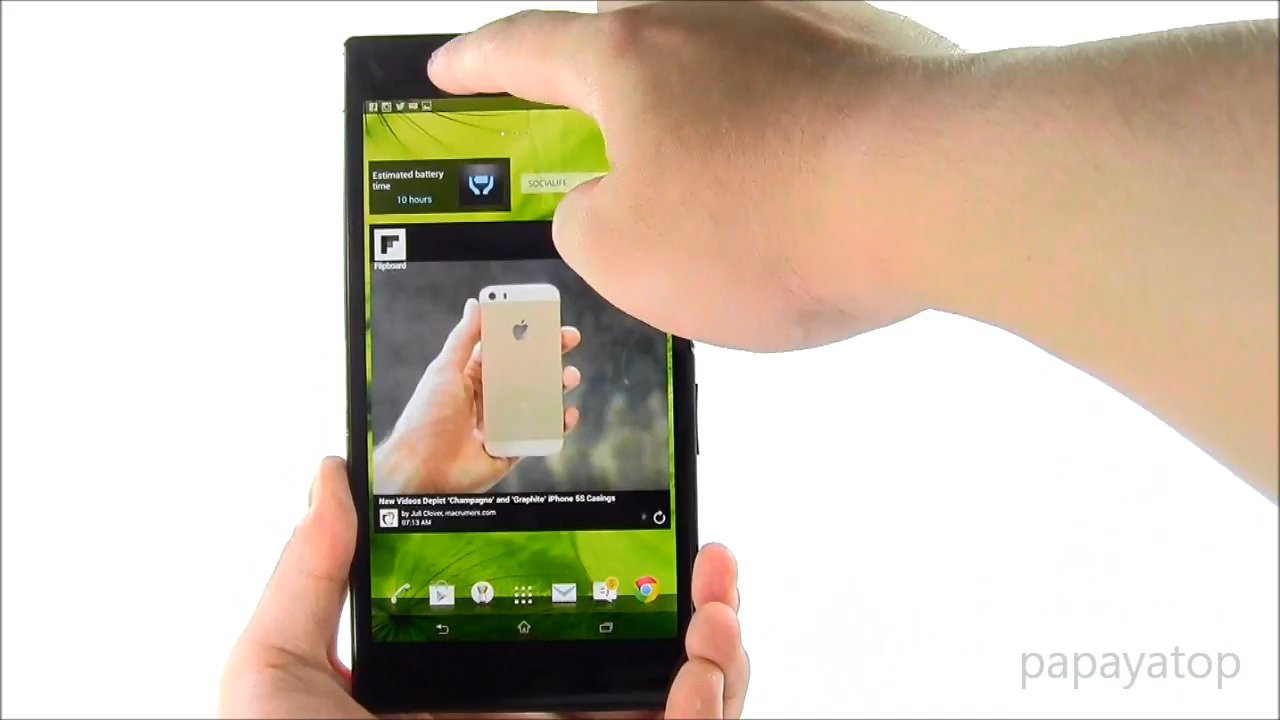 Estimated battery
time
10 hours
SOCIALIFE
Flipboard
New Videos Depict 'Champagne' and 'Graphite' iPhone 5S Casings
by Juli Clover, macrumors.com
07:13 AM
papayatop